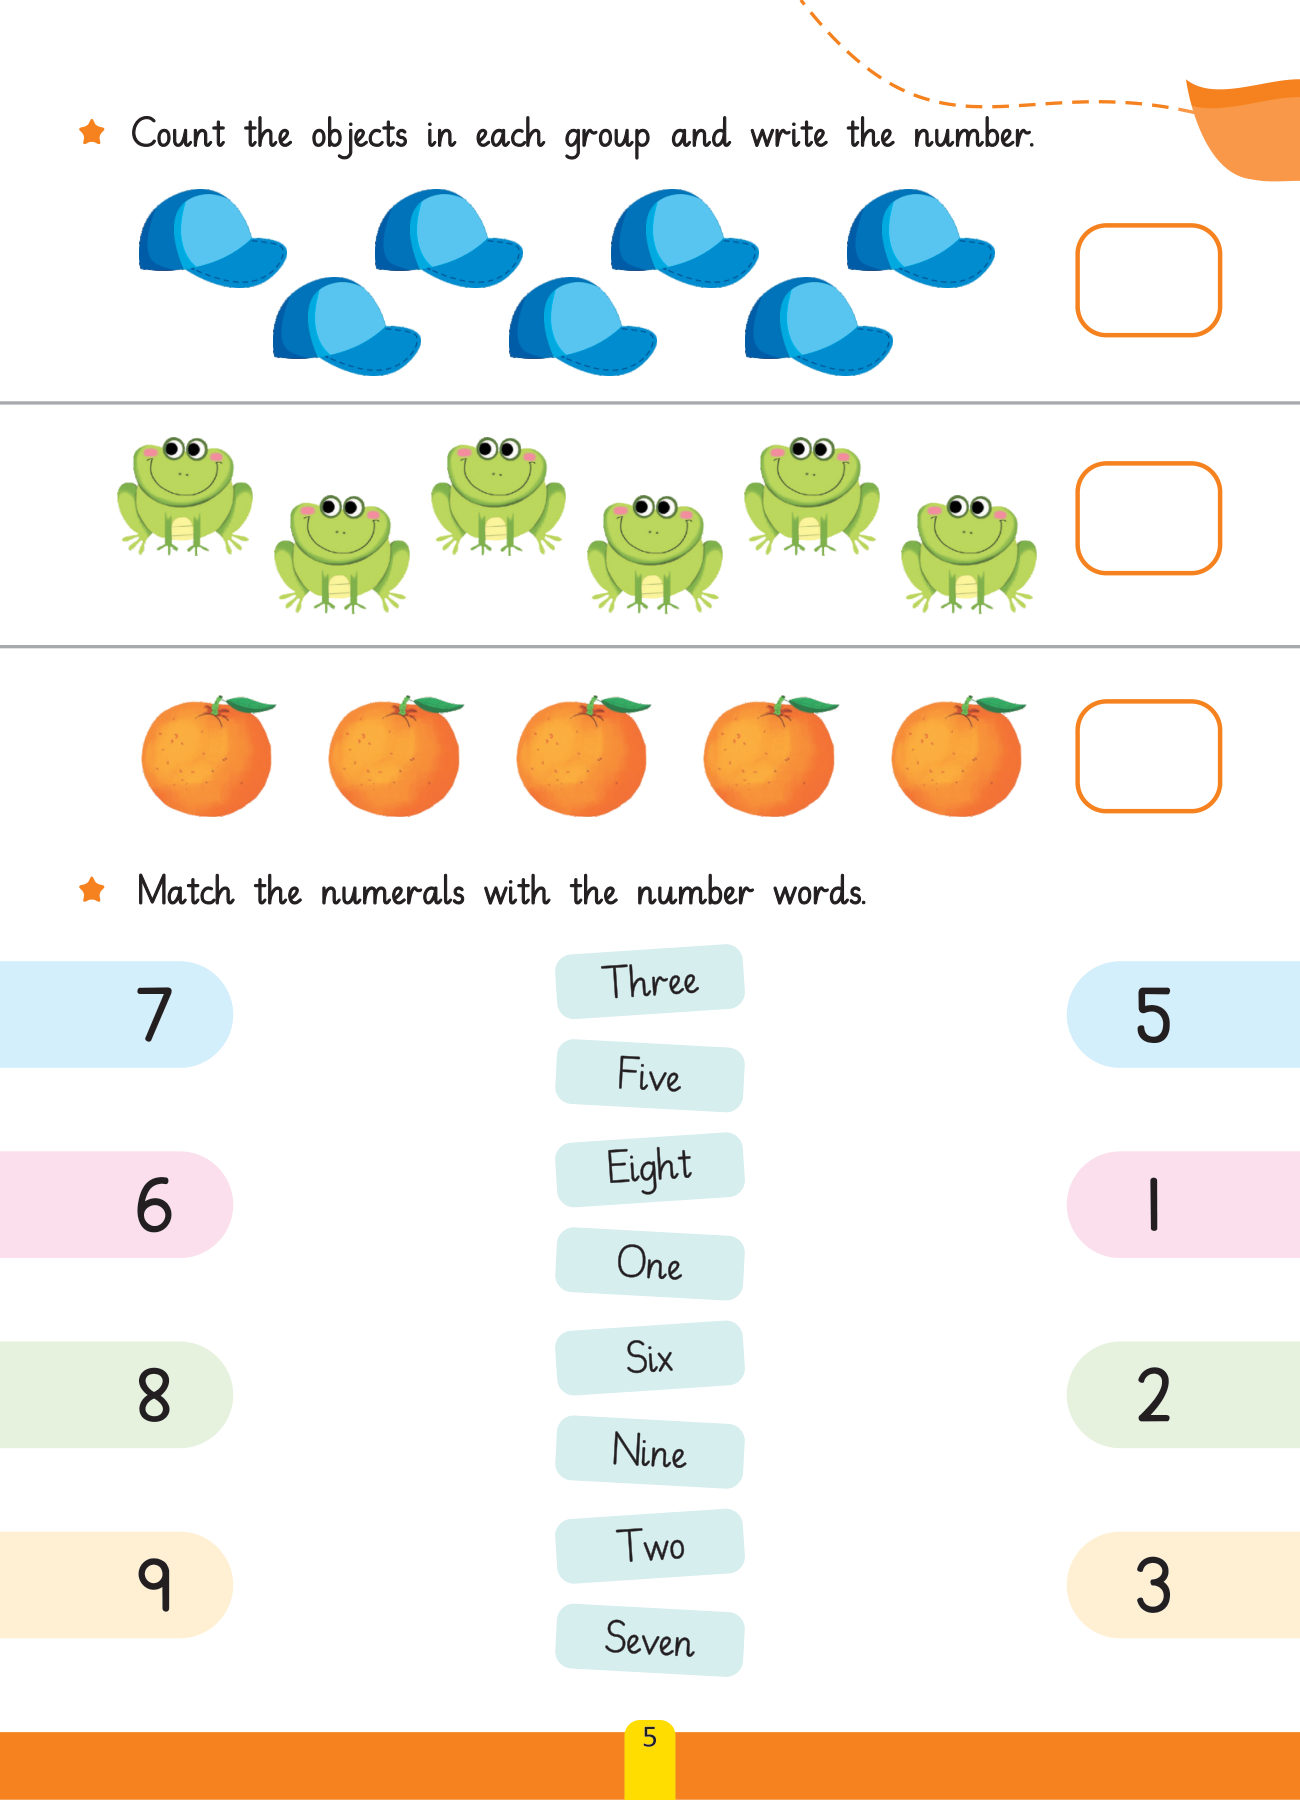 Count the objects in each group and write the number.
Match the numerals with the number words.
7
Three
5
Five
6
Eight
1
One
8
Six
2
Nine
9
Two
3
Seven
5